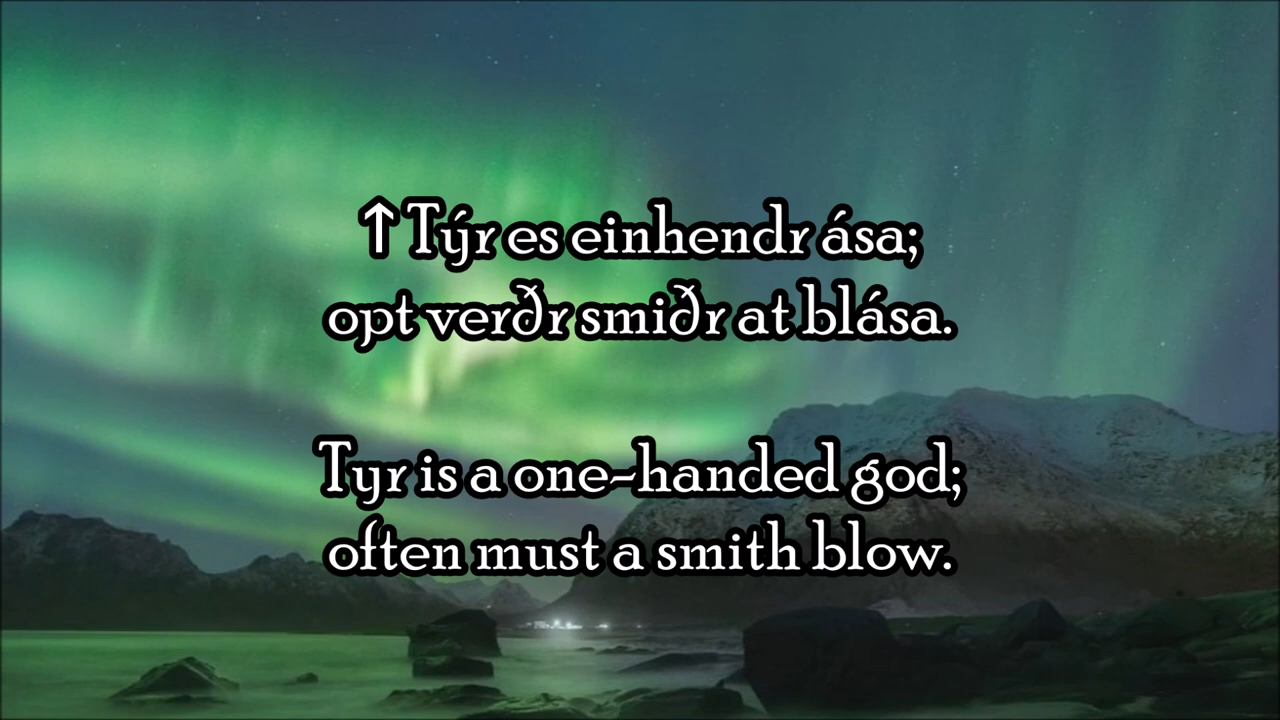 ᛏ Týr es einhendr ása;
opt verðr smiðr at blása.
Tyr is a one-handed god;
often must a smith blow.